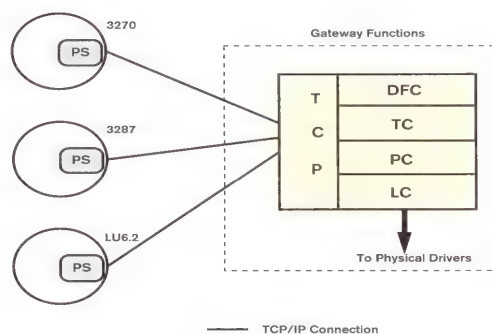 3270
PS
Gateway Functions
T
C
P
DFC
TC
PC
LC
3287
PS
LU6.2
PS
To Physical Drivers
TCP/IP Connection